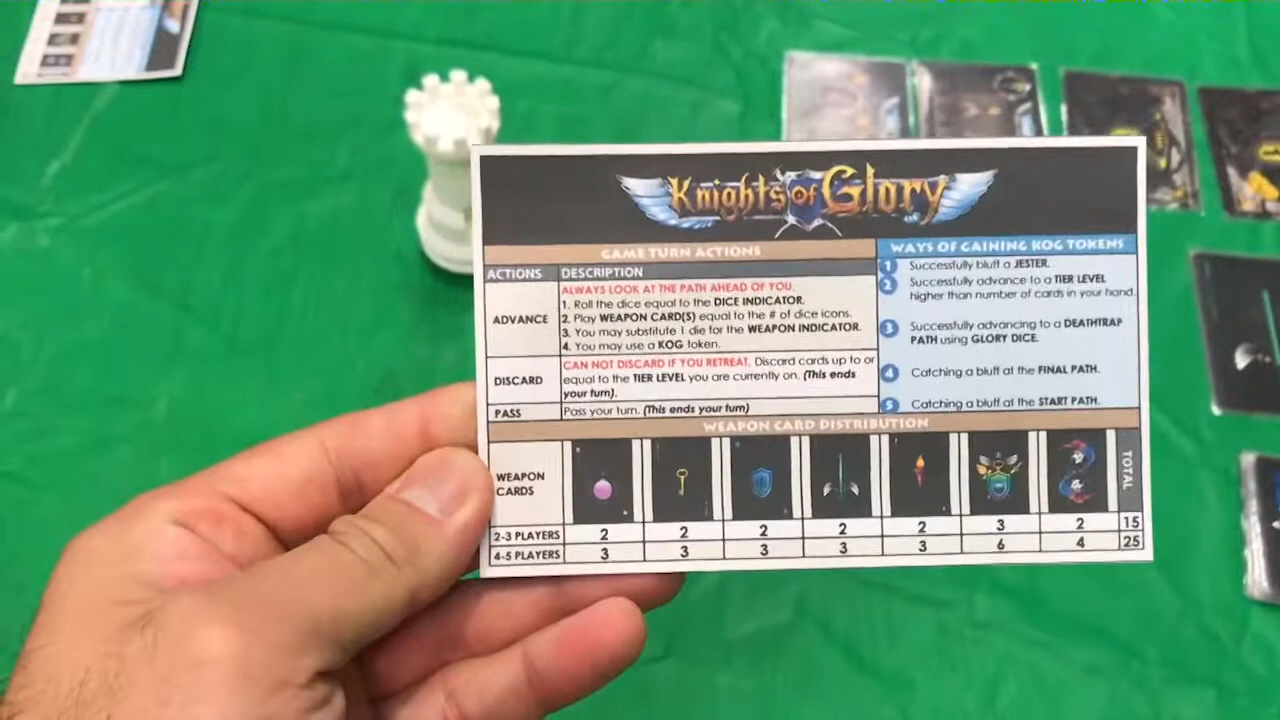 Knights of Glory
GAME TURN ACTIONS
ACTIONS DESCRIPTION
ADVANCE
ALWAYS LOOK AT THE PATH AHEAD OF YOU.
1. Roll the dice equal to the DICE INDICATOR.
2. Play WEAPON CARD(S) equal to the # of dice icons.
3. You may substitute 1 die for the WEAPON INDICATOR.
4. You may use a KOG token.
DISCARD
CAN NOT DISCARD IF YOU RETREAT. Discard cards up to or
equal to the TIER LEVEL you are currently on. (This ends
your turn).
PASS Pass your turn. (This ends your turn)
WAYS OF GAINING KOG TOKENS
1 Successfully bluff a JESTER.
2 Successfully advance to a TIER LEVEL
higher than number of cards in your hand.
3 Successfully advancing to a DEATHTRAP
PATH using GLORY DICE.
4 Catching a bluff at the FINAL PATH.
5 Catching a bluff at the START PATH.
WEAPON CARD DISTRIBUTION
WEAPON
CARDS
TOTAL
2-3 PLAYERS 2 2 2 2 2 3 2 15
4-5 PLAYERS 3 3 3 3 3 6 4 25